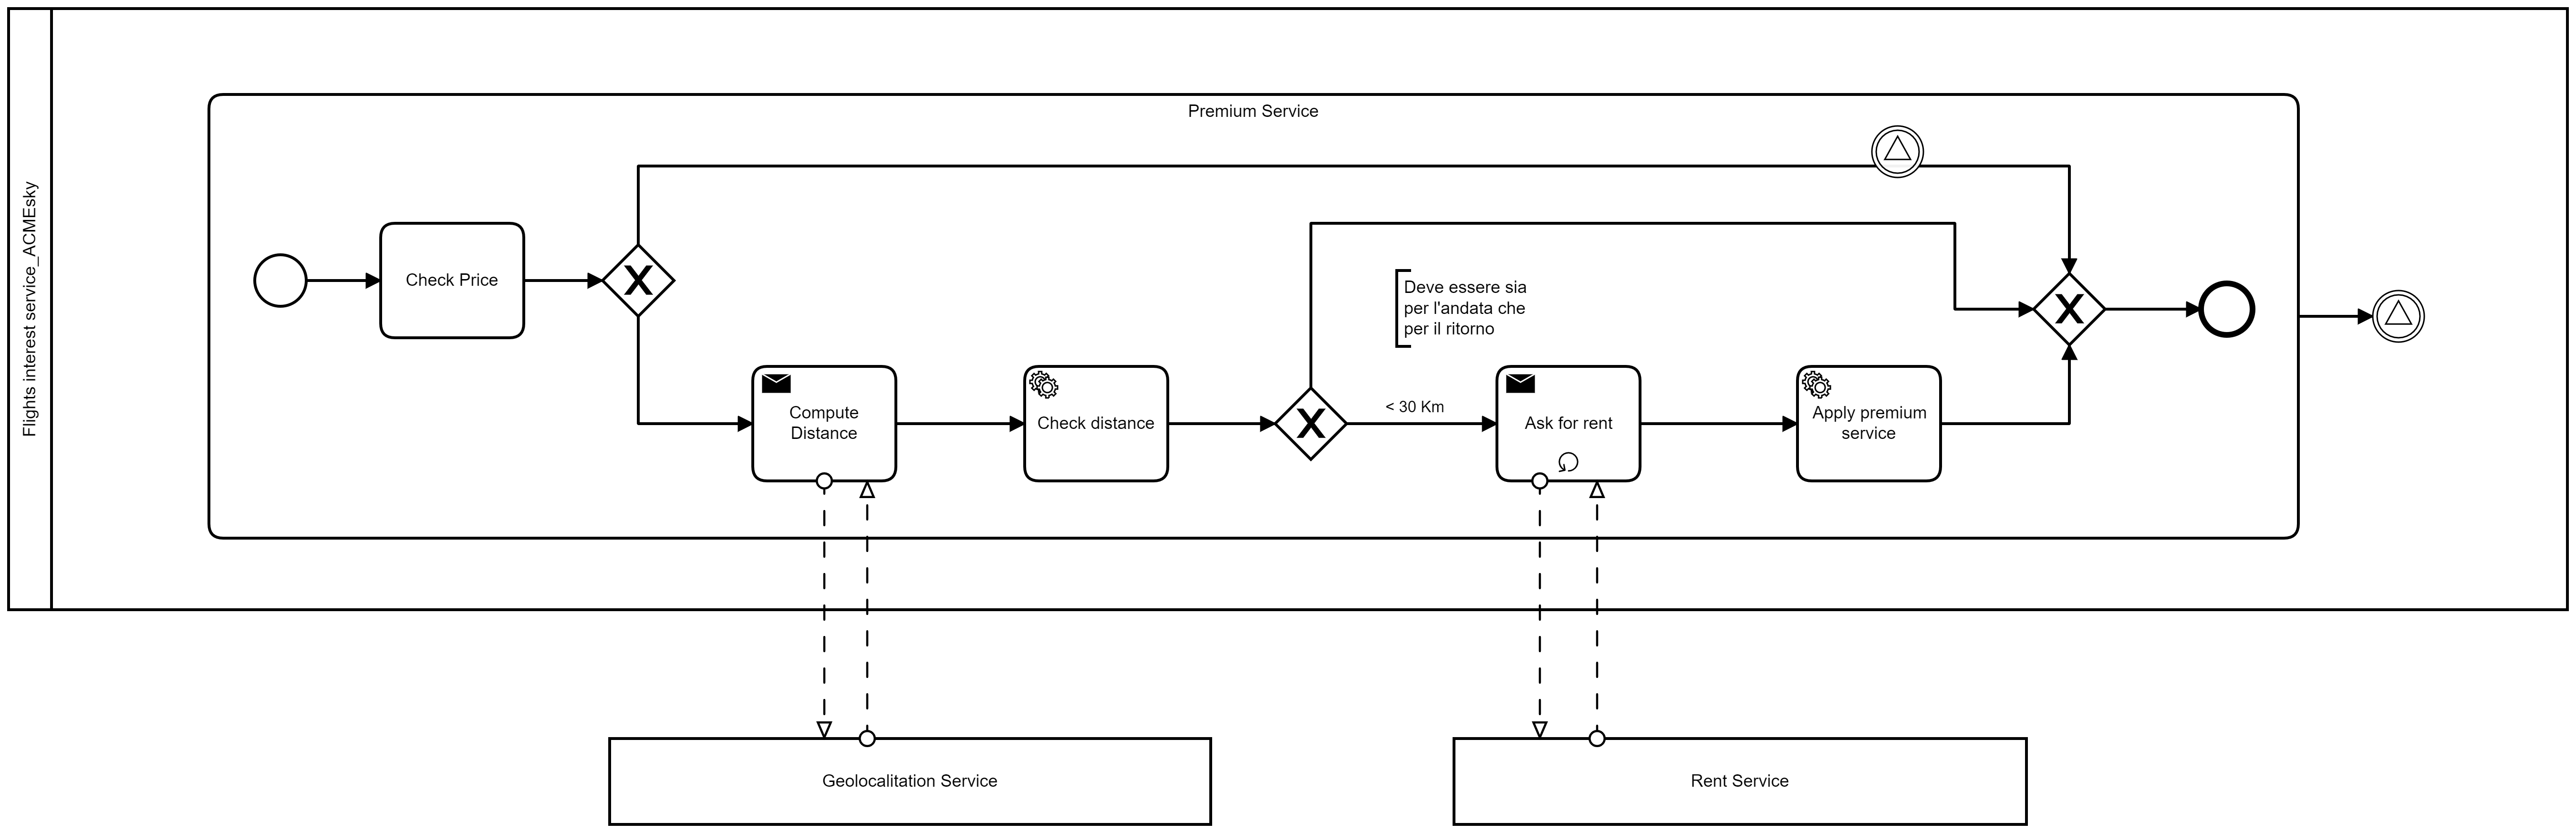 Flights interest service_ACMEsky
Premium Service
Check Price
Deve essere sia
per l'andata che
per il ritorno
Compute
Distance
Check distance
< 30 Km
Ask for rent
Apply premium
service
Geolocalitation Service
Rent Service